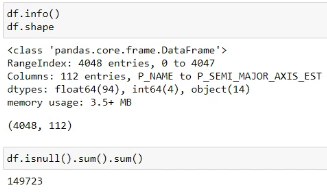 df.info()
df.shape
<class 'pandas.core.frame.DataFrame'>
RangeIndex: 4048 entries, 0 to 4047
Columns: 112 entries, P_NAME to P_SEMI_MAJOR_AXIS_EST
dtypes: float64(94), int64(4), object(14)
memory usage: 3.5+ MB
(4048, 112)
df.isnull().sum().sum()
149723